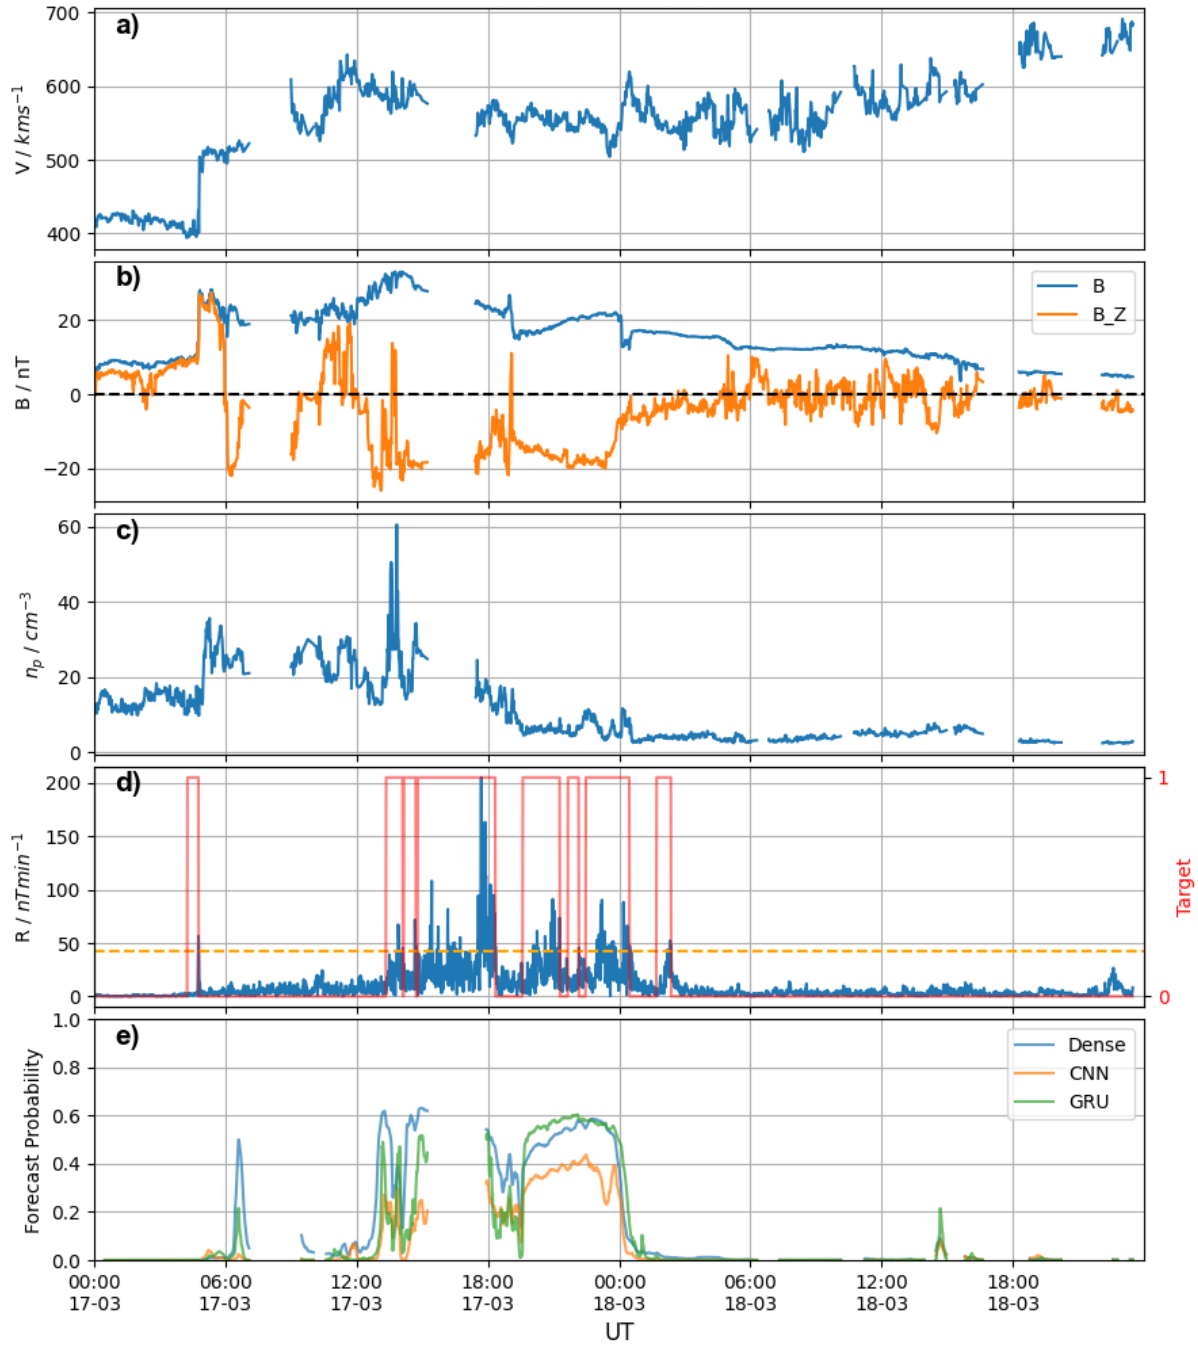 a)
700
600
500
400
V / kms⁻¹
b)
B
B_Z
20
0
−20
B / nT
c)
60
40
20
0
nₚ / cm⁻³
d)
200
150
100
50
0
R / nTmin⁻¹
1
0
Target
e)
Dense
CNN
GRU
1.0
0.8
0.6
0.4
0.2
0.0
Forecast Probability
00:00 06:00 12:00 18:00 00:00 06:00 12:00 18:00
17-03 17-03 17-03 17-03 18-03 18-03 18-03 18-03
UT